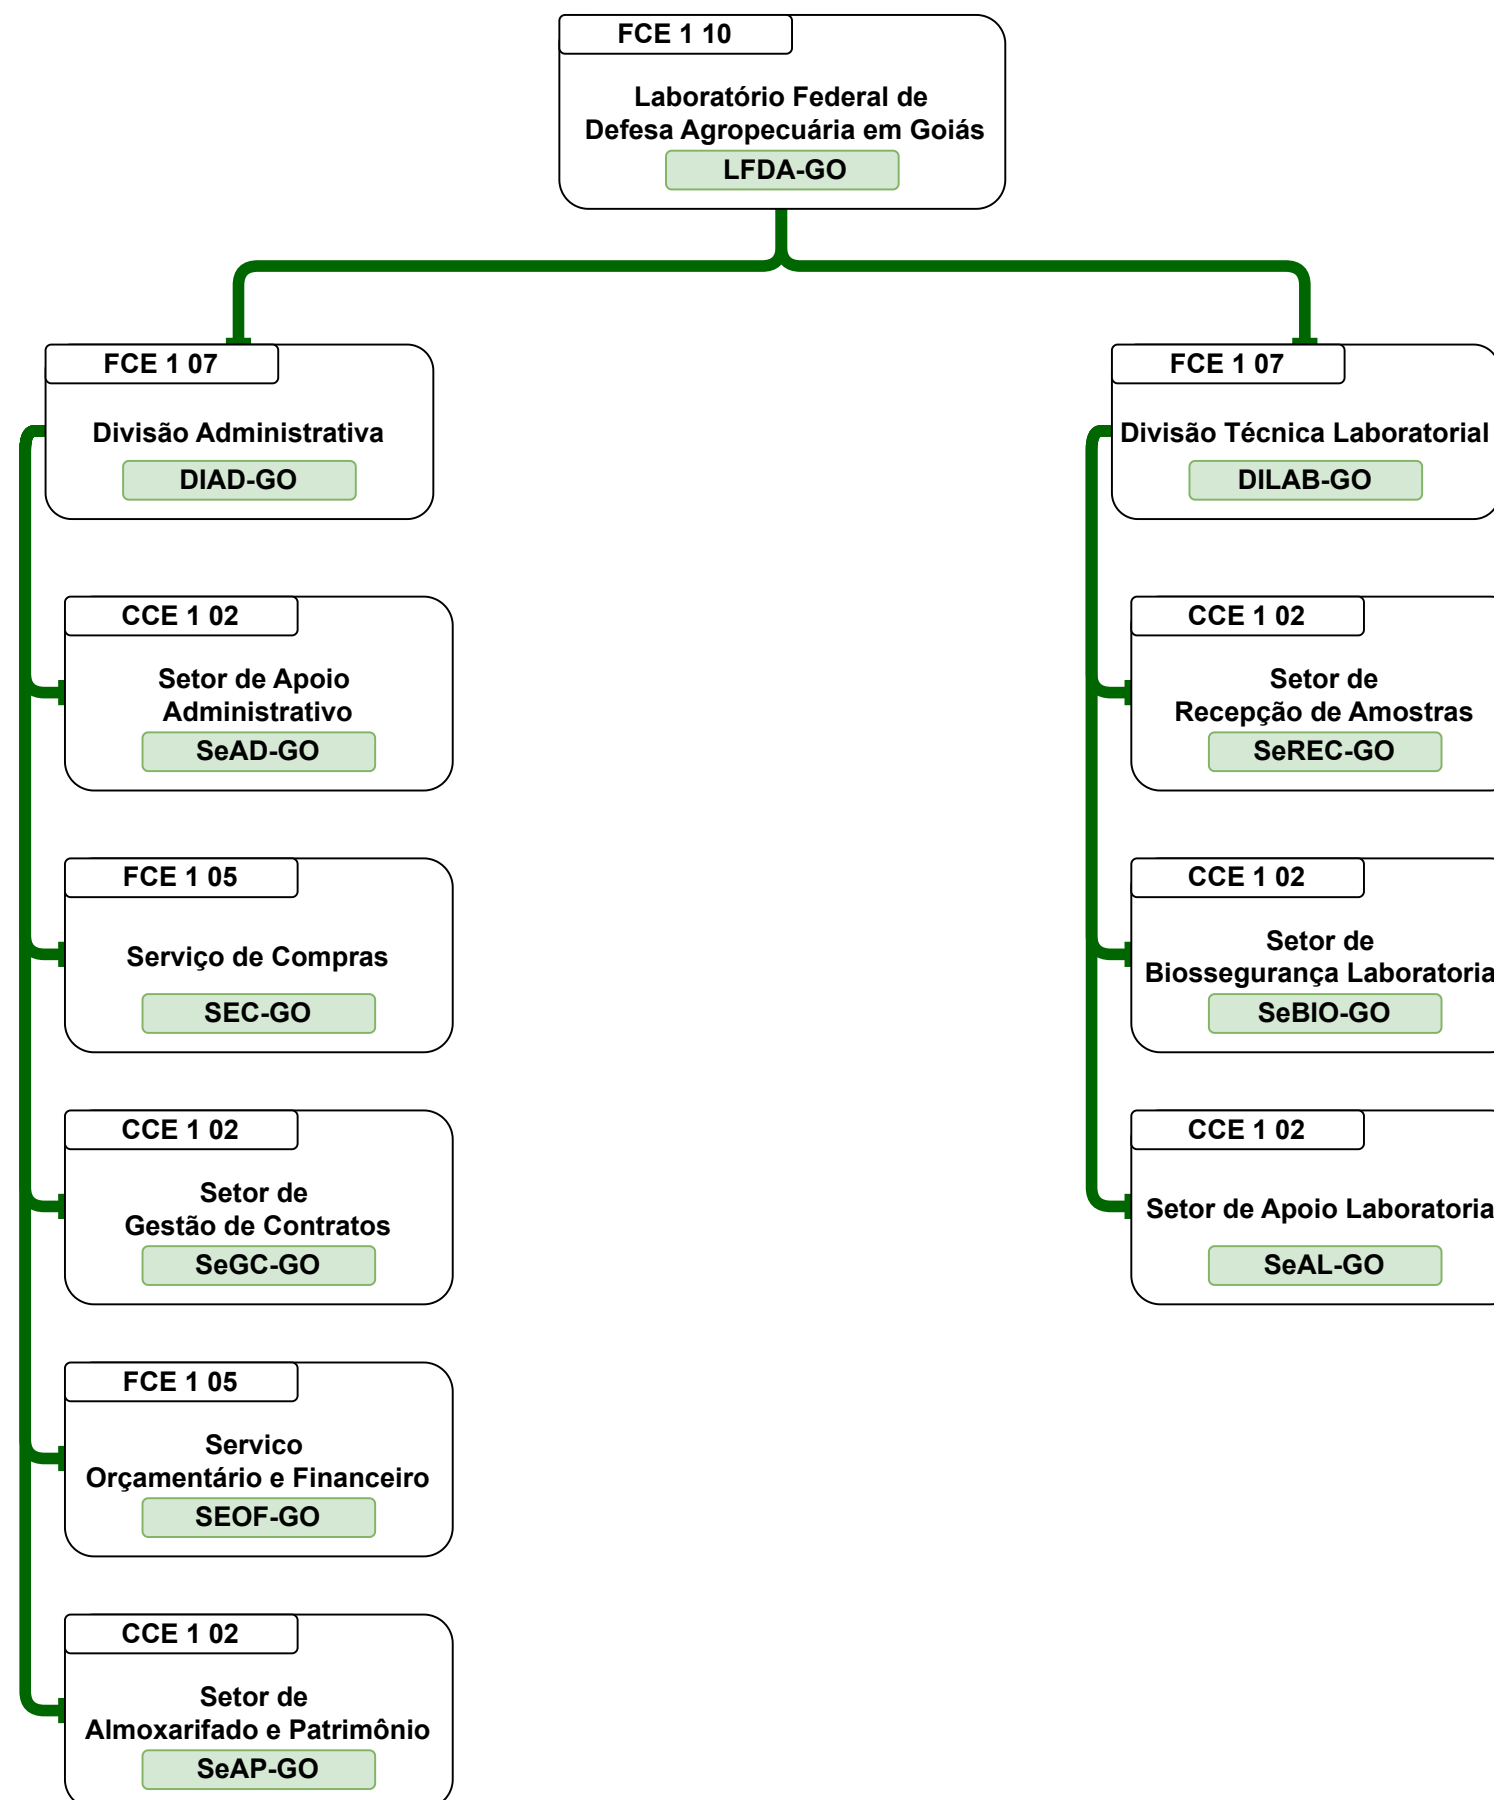 FCE 1 10
Laboratório Federal de
Defesa Agropecuária em Goiás
LFDA-GO
FCE 1 07
Divisão Administrativa
DIAD-GO
CCE 1 02
Setor de Apoio
Administrativo
SeAD-GO
FCE 1 05
Serviço de Compras
SEC-GO
CCE 1 02
Setor de
Gestão de Contratos
SeGC-GO
FCE 1 05
Servico
Orçamentário e Financeiro
SEOF-GO
CCE 1 02
Setor de
Almoxarifado e Patrimônio
SeAP-GO
FCE 1 07
Divisão Técnica Laboratorial
DILAB-GO
CCE 1 02
Setor de
Recepção de Amostras
SeREC-GO
CCE 1 02
Setor de
Biossegurança Laboratoria
SeBIO-GO
CCE 1 02
Setor de Apoio Laboratoria
SeAL-GO